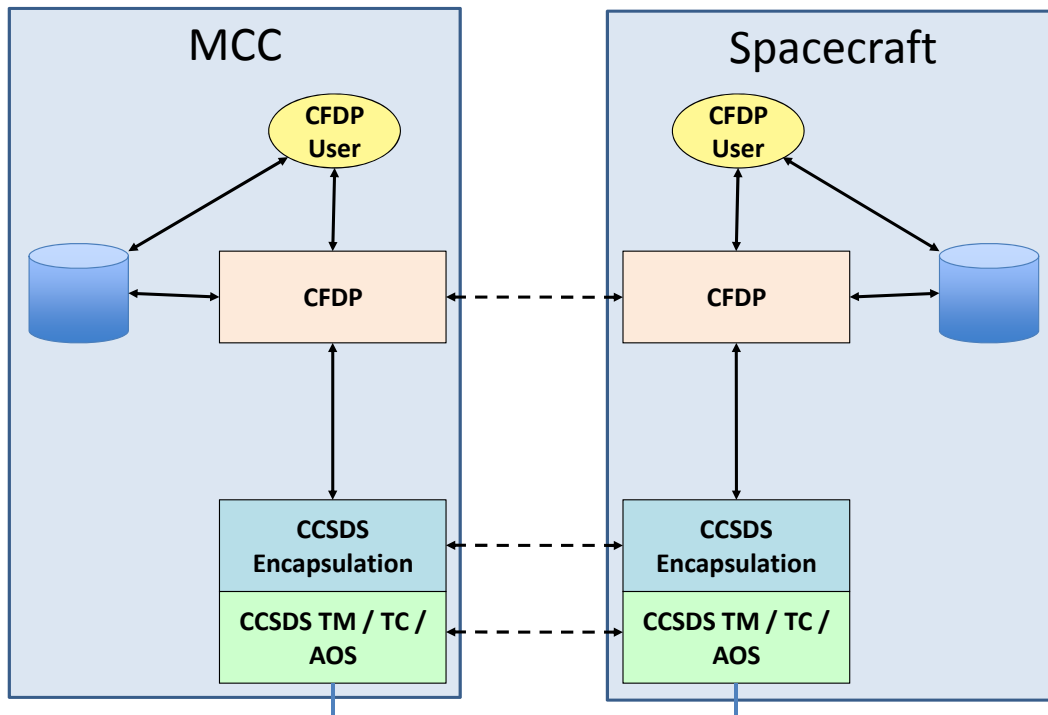 MCC
CFDP
User
CFDP
CCSDS
Encapsulation
CCSDS TM / TC /
AOS
Spacecraft
CFDP
User
CFDP
CCSDS
Encapsulation
CCSDS TM / TC /
AOS